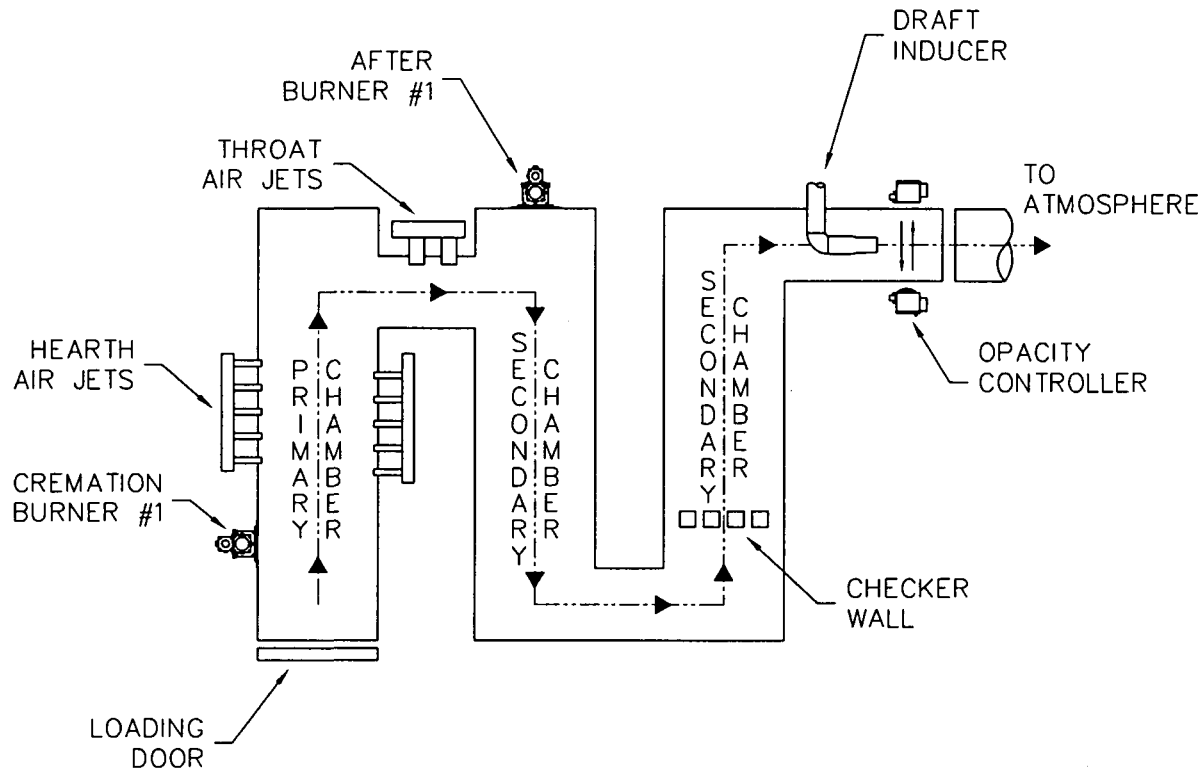 DRAFT
INDUCER
AFTER
BURNER #1
THROAT
AIR JETS
TO
ATMOSPHERE
HEARTH
AIR JETS
PRIMARY
CHAMBER
SECONDARY
CHAMBER
SECONDARY
CHAMBER
OPACITY
CONTROLLER
CREMATION
BURNER #1
CHECKER
WALL
LOADING
DOOR